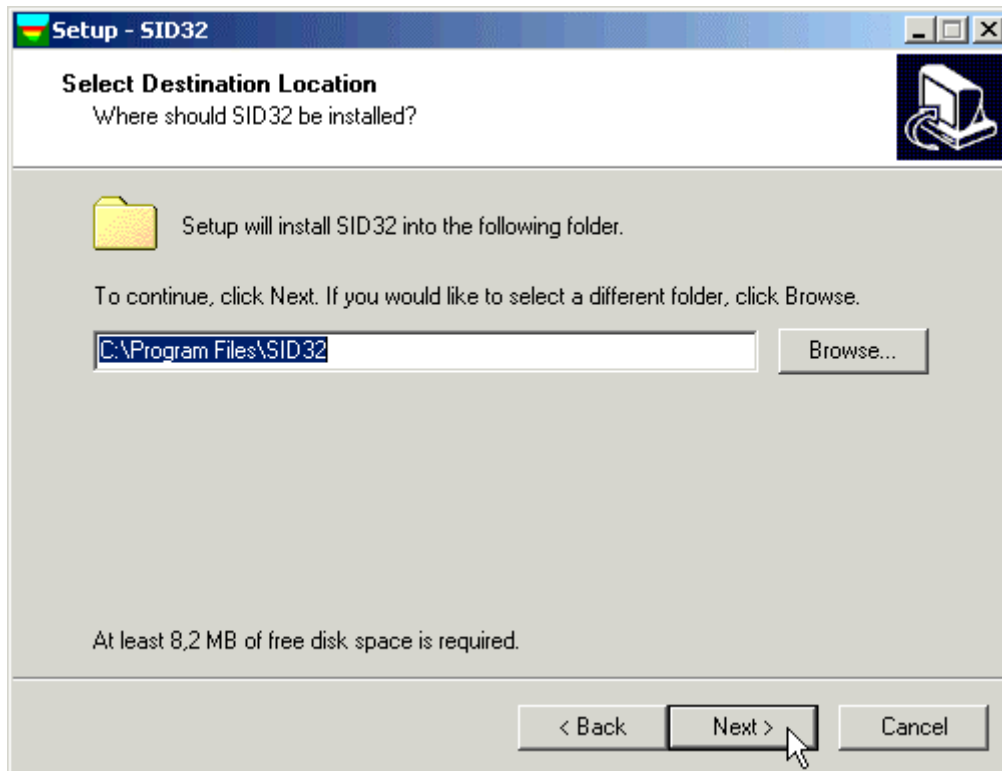 Setup - SID32
Select Destination Location
Where should SID32 be installed?
Setup will install SID32 into the following folder.
To continue, click Next. If you would like to select a different folder, click Browse.
C:\Program Files\SID32
Browse...
At least 8,2 MB of free disk space is required.
< Back
Next >
Cancel